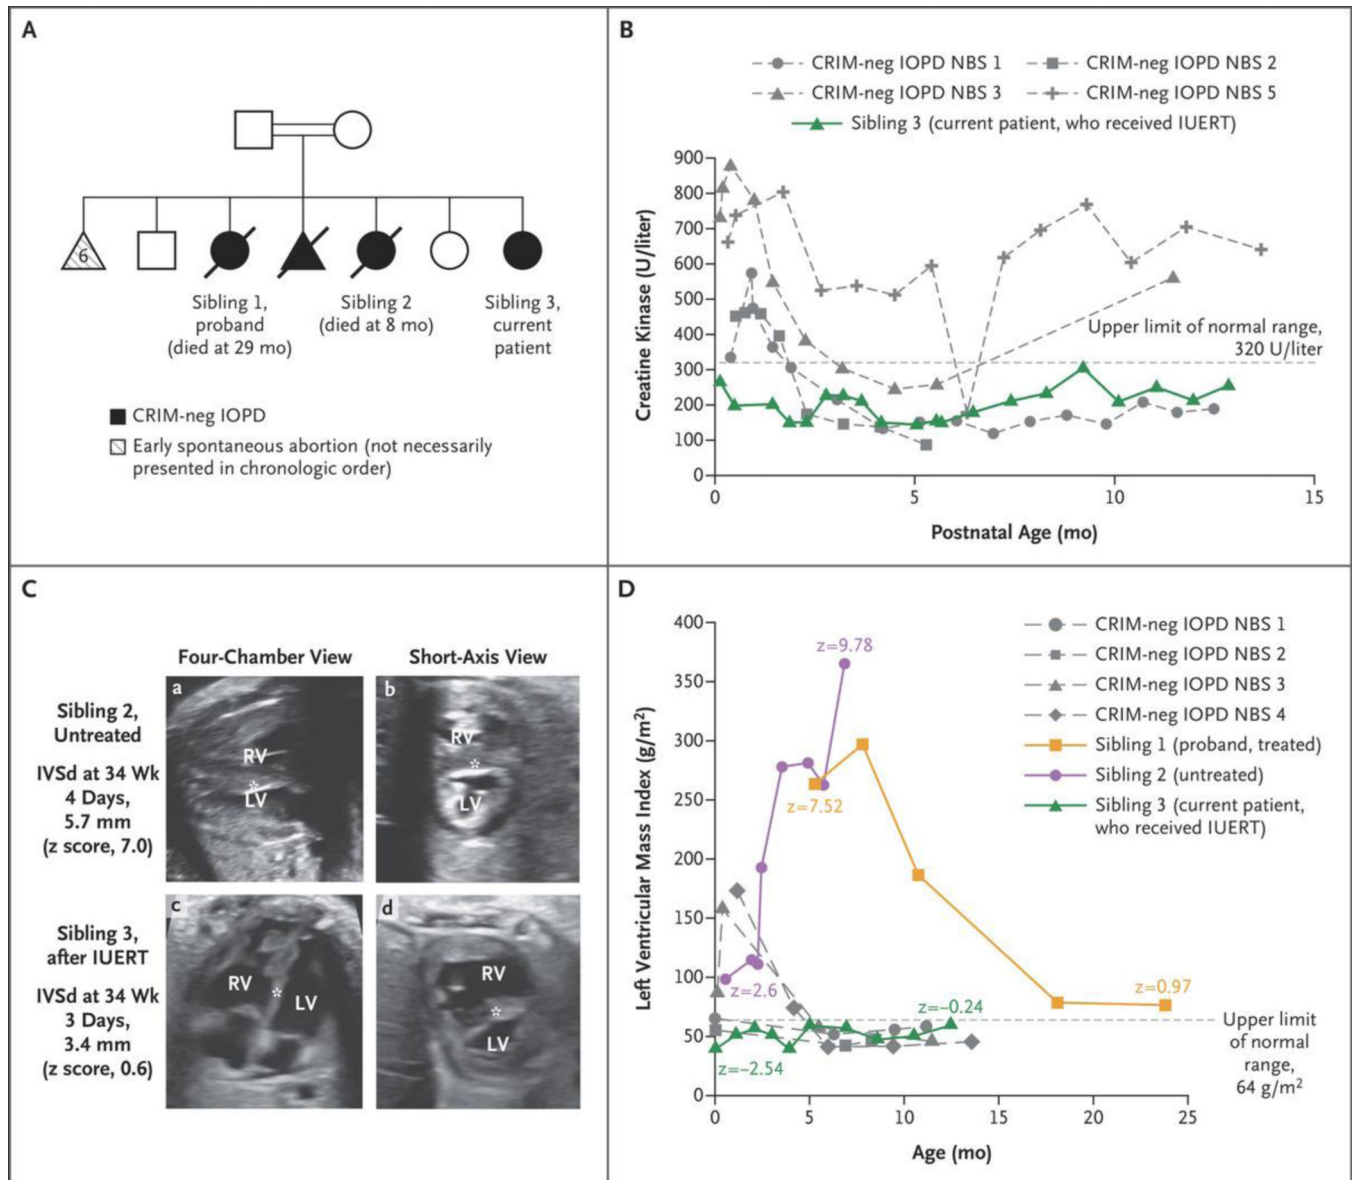 A
6
Sibling 1,
proband
(died at 29 mo)
Sibling 2
(died at 8 mo)
Sibling 3,
current
patient
CRIM-neg IOPD
Early spontaneous abortion (not necessarily
presented in chronologic order)
B
CRIM-neg IOPD NBS 1
CRIM-neg IOPD NBS 2
CRIM-neg IOPD NBS 3
CRIM-neg IOPD NBS 5
Sibling 3 (current patient, who received IUERT)
Creatine Kinase (U/liter)
900
800
700
600
500
400
300
200
100
0
Upper limit of normal range,
320 U/liter
0
5
10
15
Postnatal Age (mo)
C
Four-Chamber View
Short-Axis View
Sibling 2,
Untreated
IVSd at 34 Wk
4 Days,
5.7 mm
(z score, 7.0)
a
RV
*
LV
b
RV
*
LV
Sibling 3,
after IUERT
IVSd at 34 Wk
3 Days,
3.4 mm
(z score, 0.6)
c
RV
*
LV
d
RV
*
LV
D
CRIM-neg IOPD NBS 1
CRIM-neg IOPD NBS 2
CRIM-neg IOPD NBS 3
CRIM-neg IOPD NBS 4
Sibling 1 (proband, treated)
Sibling 2 (untreated)
Sibling 3 (current patient,
who received IUERT)
Left Ventricular Mass Index (g/m²)
400
350
300
250
200
150
100
50
0
z=9.78
z=7.52
z=2.6
z=0.97
z=−0.24
z=−2.54
Upper limit
of normal
range,
64 g/m²
0
5
10
15
20
25
Age (mo)